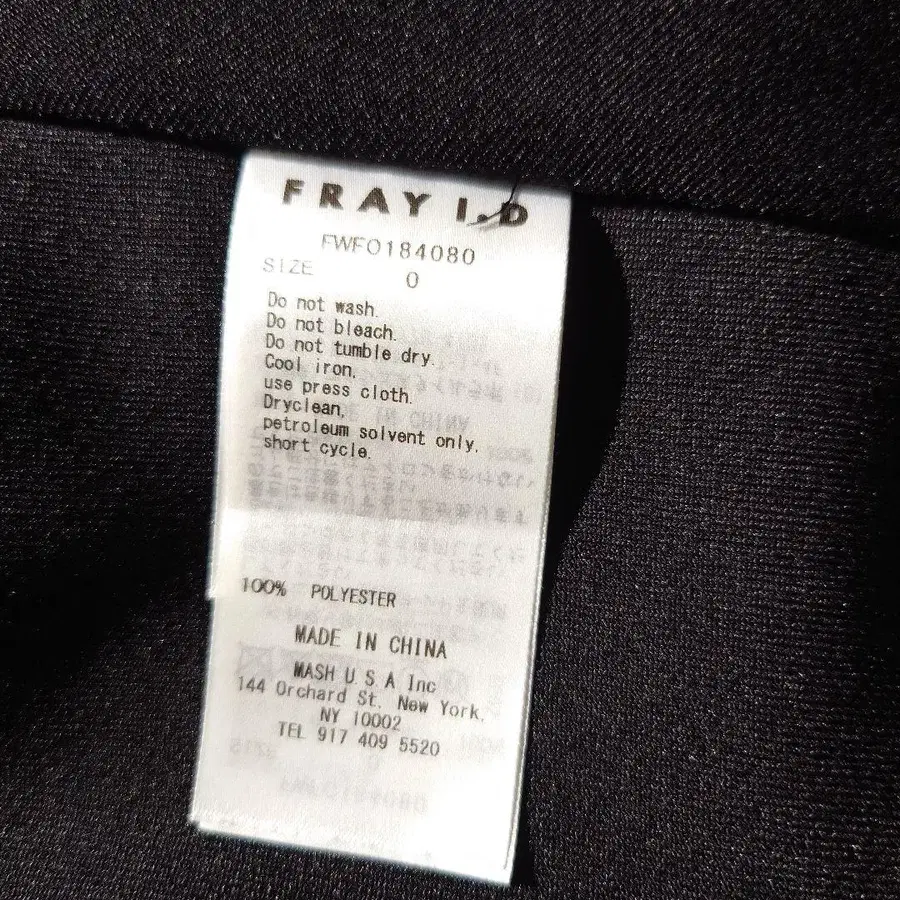 FRAY I.D
FWFO184080
SIZE 0
Do not wash.
Do not bleach.
Do not tumble dry.
Cool iron,
use press cloth.
Dryclean,
petroleum solvent only,
short cycle.
100% POLYESTER
MADE IN CHINA
MASH U.S.A Inc
144 Orchard St, New York,
NY 10002
TEL 917 409 5520